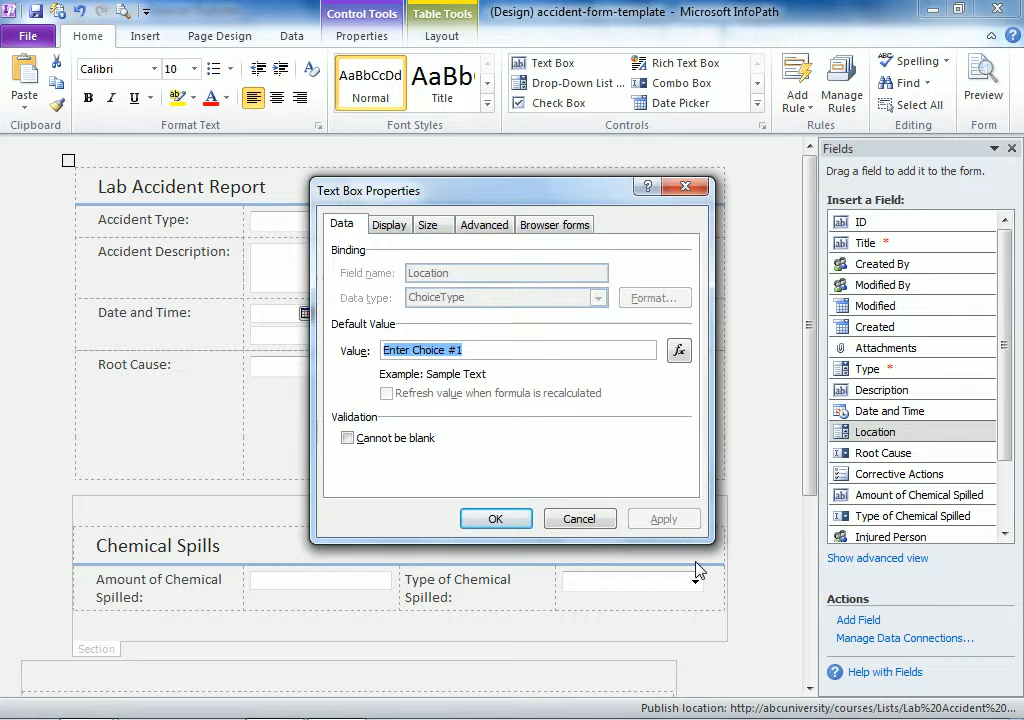 Control Tools
Table Tools
(Design) accident-form-template - Microsoft InfoPath
File
Home
Insert
Page Design
Data
Properties
Layout
Paste
Clipboard
Calibri
10
B I U
A
Format Text
AaBbCcDd
Normal
AaBb
Title
Font Styles
Text Box
Rich Text Box
Drop-Down List ...
Combo Box
Check Box
Date Picker
Controls
Add
Rule
Manage
Rules
Rules
Spelling
Find
Select All
Editing
Preview
Form
Lab Accident Report
Accident Type:
Accident Description:
Date and Time:
Root Cause:
Chemical Spills
Amount of Chemical
Spilled:
Type of Chemical
Spilled:
Section
Text Box Properties
Data
Display
Size
Advanced
Browser forms
Binding
Field name:
Location
Data type:
ChoiceType
Format...
Default Value
Value:
Enter Choice #1
fx
Example: Sample Text
Refresh value when formula is recalculated
Validation
Cannot be blank
OK
Cancel
Apply
Fields
Drag a field to add it to the form.
Insert a Field:
ID
Title *
Created By
Modified By
Modified
Created
Attachments
Type *
Description
Date and Time
Location
Root Cause
Corrective Actions
Amount of Chemical Spilled
Type of Chemical Spilled
Injured Person
Show advanced view
Actions
Add Field
Manage Data Connections...
Help with Fields
Publish location: http://abcuniversity/courses/Lists/Lab%20Accident%20...